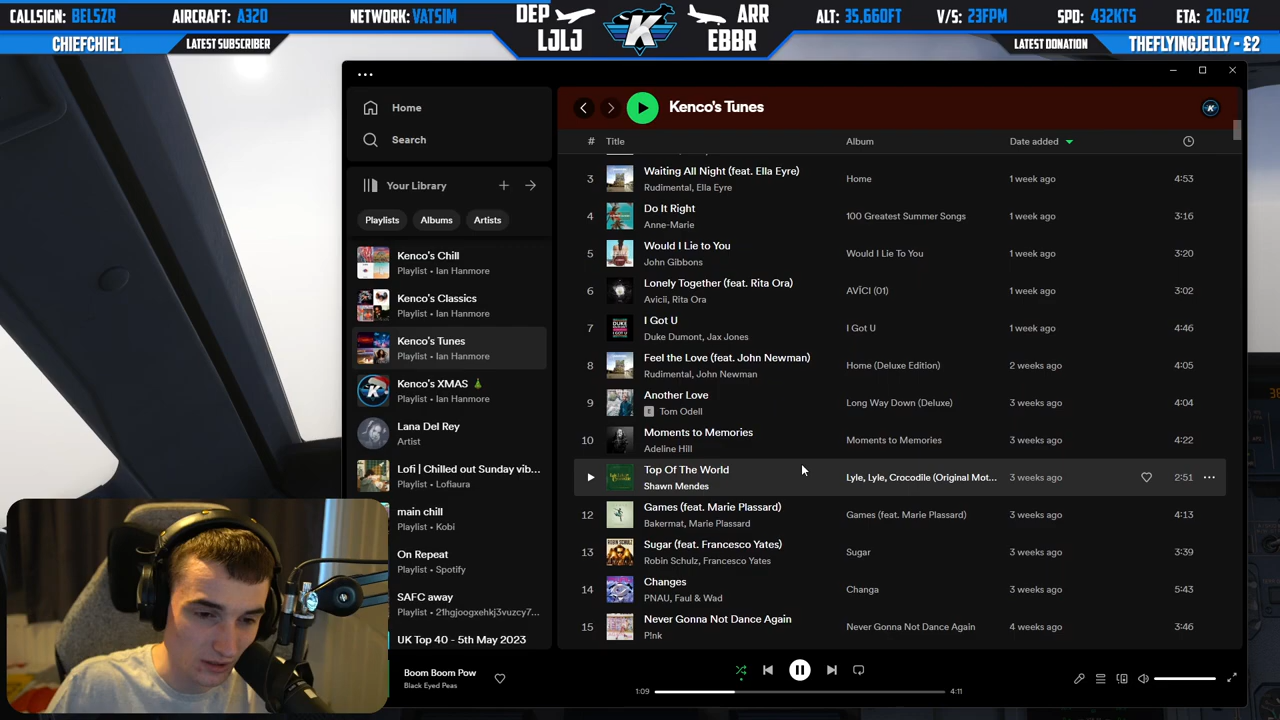 CALLSIGN: BEL5ZR
AIRCRAFT: A320
NETWORK: VATSIM
DEP
LJLJ
K
ARR
EBBR
ALT: 35,660FT
V/S: 23FPM
SPD: 432KTS
ETA: 20:09Z
CHIEFCHIEL
LATEST SUBSCRIBER
LATEST DONATION
THEFLYINGJELLY - £2
Home
Search
Your Library
Playlists
Albums
Artists
Kenco's Chill
Playlist • Ian Hanmore
Kenco's Classics
Playlist • Ian Hanmore
Kenco's Tunes
Playlist • Ian Hanmore
Kenco's XMAS 🎄
Playlist • Ian Hanmore
Lana Del Rey
Artist
Lofi | Chilled out Sunday vib...
Playlist • Lofiaura
main chill
Playlist • Kobi
On Repeat
Playlist • Spotify
SAFC away
Playlist • 21hgjoogxehkj3vuzcy7...
UK Top 40 - 5th May 2023
Kenco's Tunes
# Title Album Date added
3 Waiting All Night (feat. Ella Eyre) Home 1 week ago 4:53
Rudimental, Ella Eyre
4 Do It Right 100 Greatest Summer Songs 1 week ago 3:16
Anne-Marie
5 Would I Lie to You Would I Lie To You 1 week ago 3:20
John Gibbons
6 Lonely Together (feat. Rita Ora) AVĪCI (01) 1 week ago 3:02
Avicii, Rita Ora
7 I Got U I Got U 1 week ago 4:46
Duke Dumont, Jax Jones
8 Feel the Love (feat. John Newman) Home (Deluxe Edition) 2 weeks ago 4:05
Rudimental, John Newman
9 Another Love Long Way Down (Deluxe) 3 weeks ago 4:04
E Tom Odell
10 Moments to Memories Moments to Memories 3 weeks ago 4:22
Adeline Hill
Top Of The World Lyle, Lyle, Crocodile (Original Mot... 3 weeks ago 2:51
Shawn Mendes
12 Games (feat. Marie Plassard) Games (feat. Marie Plassard) 3 weeks ago 4:13
Bakermat, Marie Plassard
13 Sugar (feat. Francesco Yates) Sugar 3 weeks ago 3:39
Robin Schulz, Francesco Yates
14 Changes Changa 3 weeks ago 5:43
PNAU, Faul & Wad
15 Never Gonna Not Dance Again Never Gonna Not Dance Again 4 weeks ago 3:46
P!nk
Boom Boom Pow
Black Eyed Peas
1:09
4:11